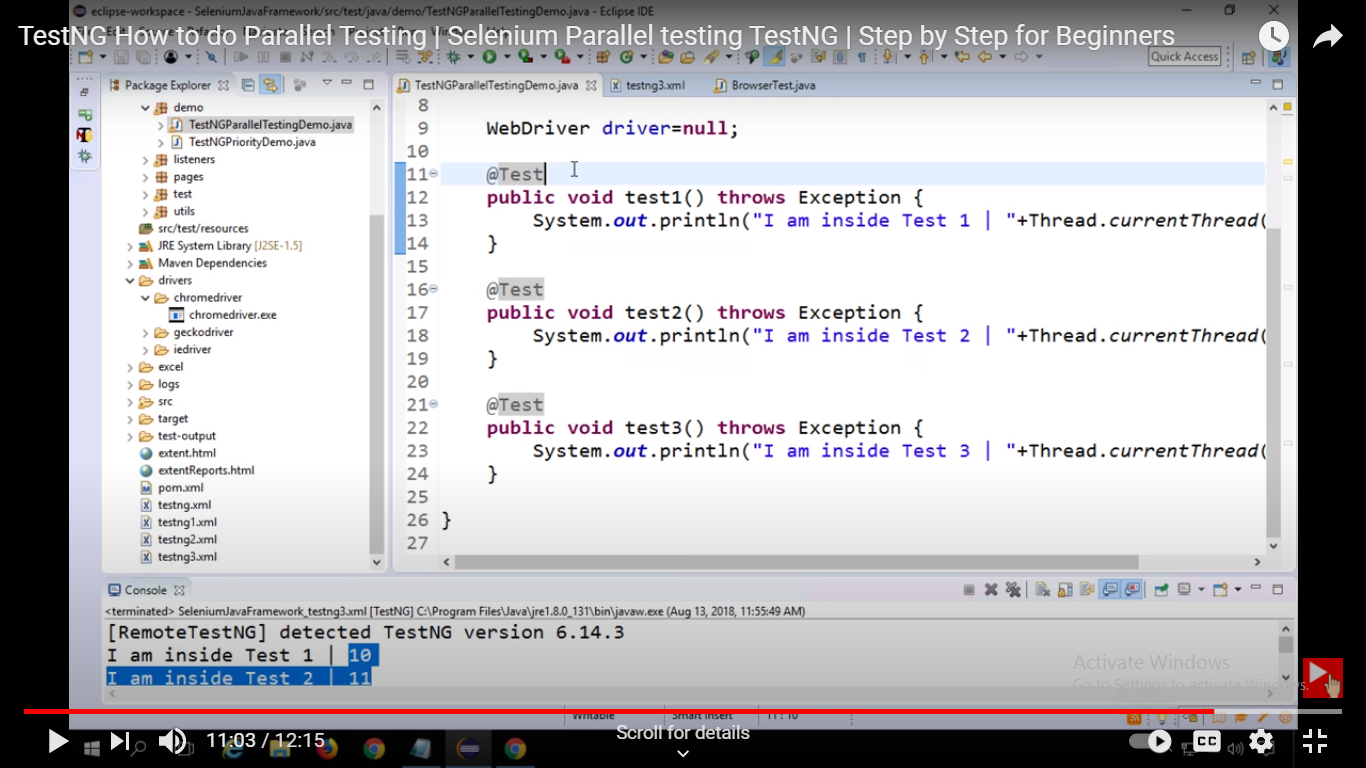 eclipse-workspace - SeleniumJavaFramework/src/test/java/demo/TestNGParallelTestingDemo.java - Eclipse IDE
TestNG How to do Parallel Testing | Selenium Parallel testing TestNG | Step by Step for Beginners
Quick Access
Package Explorer
TestNGParallelTestingDemo.java
testng3.xml
BrowserTest.java
demo
TestNGParallelTestingDemo.java
TestNGPriorityDemo.java
listeners
pages
test
utils
src/test/resources
JRE System Library [J2SE-1.5]
Maven Dependencies
drivers
chromedriver
chromedriver.exe
geckodriver
iedriver
excel
logs
src
target
test-output
extent.html
extentReports.html
pom.xml
testng.xml
testng1.xml
testng2.xml
testng3.xml
8
9 WebDriver driver=null;
10
11 @Test
12 public void test1() throws Exception {
13 System.out.println("I am inside Test 1 | "+Thread.currentThread(
14 }
15
16 @Test
17 public void test2() throws Exception {
18 System.out.println("I am inside Test 2 | "+Thread.currentThread(
19 }
20
21 @Test
22 public void test3() throws Exception {
23 System.out.println("I am inside Test 3 | "+Thread.currentThread(
24 }
25
26 }
27
Console
<terminated> SeleniumJavaFramework_testng3.xml [TestNG] C:\Program Files\Java\jre1.8.0_131\bin\javaw.exe (Aug 13, 2018, 11:55:49 AM)
[RemoteTestNG] detected TestNG version 6.14.3
I am inside Test 1 | 10
I am inside Test 2 | 11
Activate Windows
Go to Settings to activate Windows.
Writable
Smart Insert
11 : 10
11:03 / 12:15
Scroll for details
CC